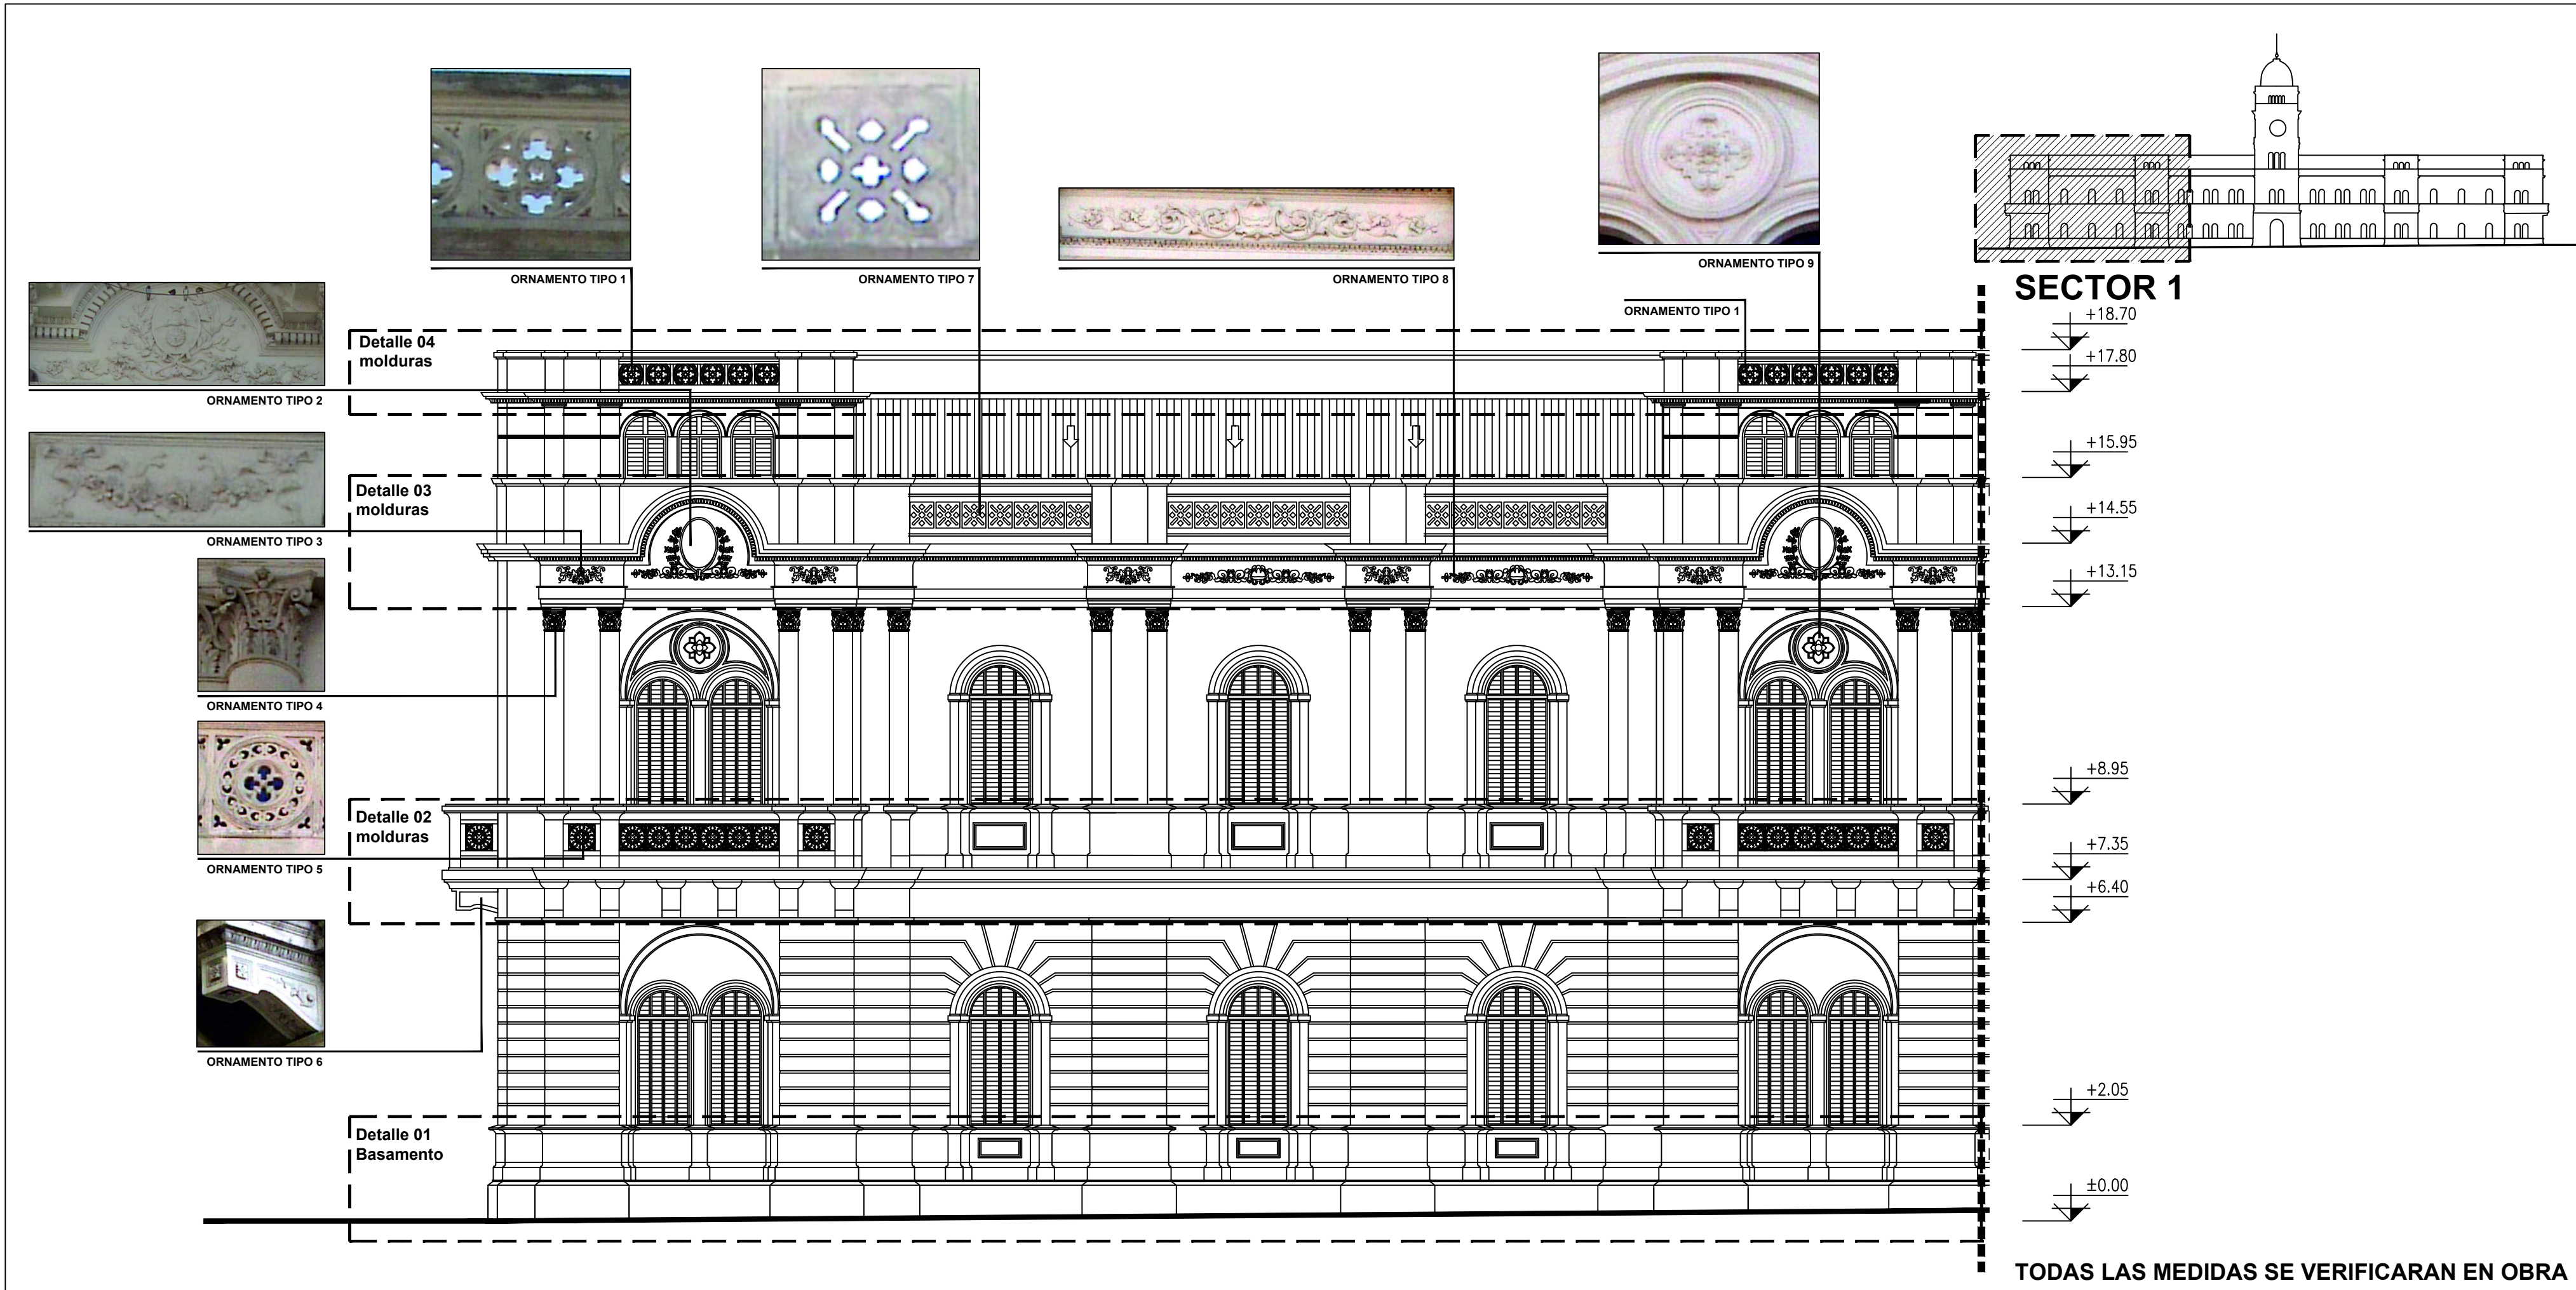 ORNAMENTO TIPO 1
ORNAMENTO TIPO 7
ORNAMENTO TIPO 8
ORNAMENTO TIPO 9
ORNAMENTO TIPO 1
SECTOR 1
ORNAMENTO TIPO 2
ORNAMENTO TIPO 3
ORNAMENTO TIPO 4
ORNAMENTO TIPO 5
ORNAMENTO TIPO 6
Detalle 04
molduras
Detalle 03
molduras
Detalle 02
molduras
Detalle 01
Basamento
+18.70
+17.80
+15.95
+14.55
+13.15
+8.95
+7.35
+6.40
+2.05
±0.00
TODAS LAS MEDIDAS SE VERIFICARAN EN OBRA